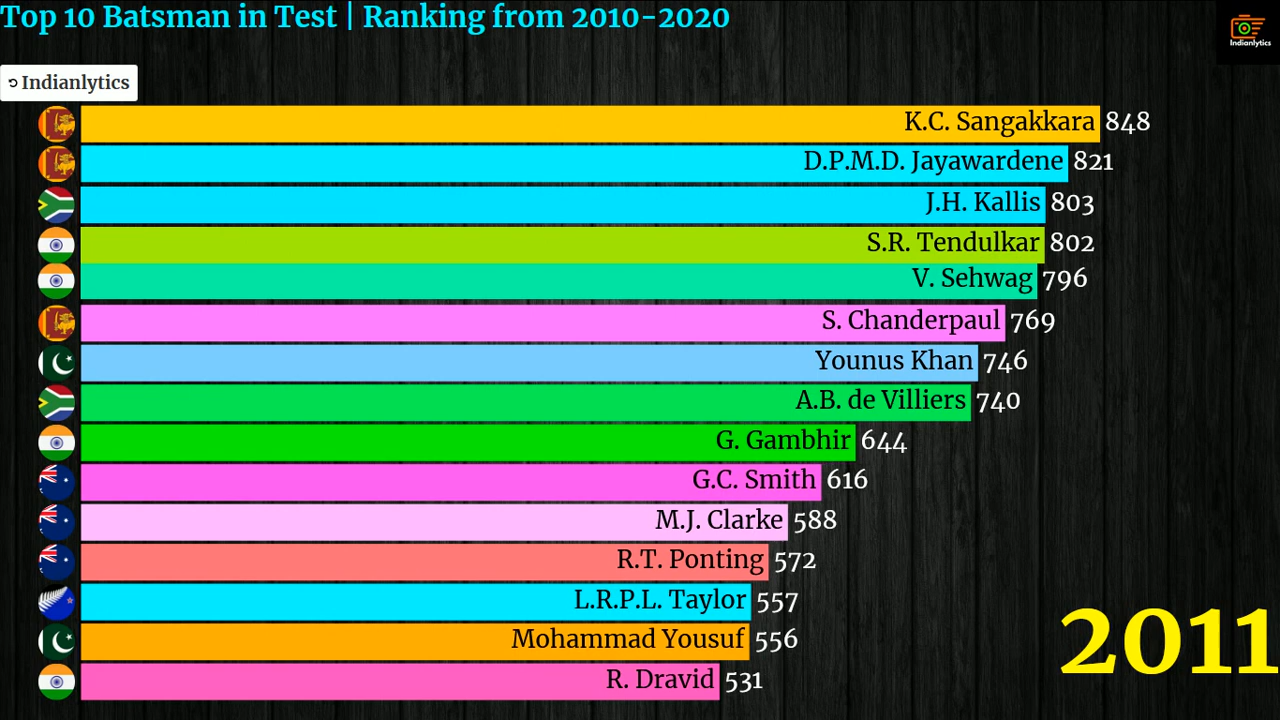 Top 10 Batsman in Test | Ranking from 2010-2020
Indianlytics
Indianlytics
K.C. Sangakkara 848
D.P.M.D. Jayawardene 821
J.H. Kallis 803
S.R. Tendulkar 802
V. Sehwag 796
S. Chanderpaul 769
Younus Khan 746
A.B. de Villiers 740
G. Gambhir 644
G.C. Smith 616
M.J. Clarke 588
R.T. Ponting 572
L.R.P.L. Taylor 557
Mohammad Yousuf 556
R. Dravid 531
2011